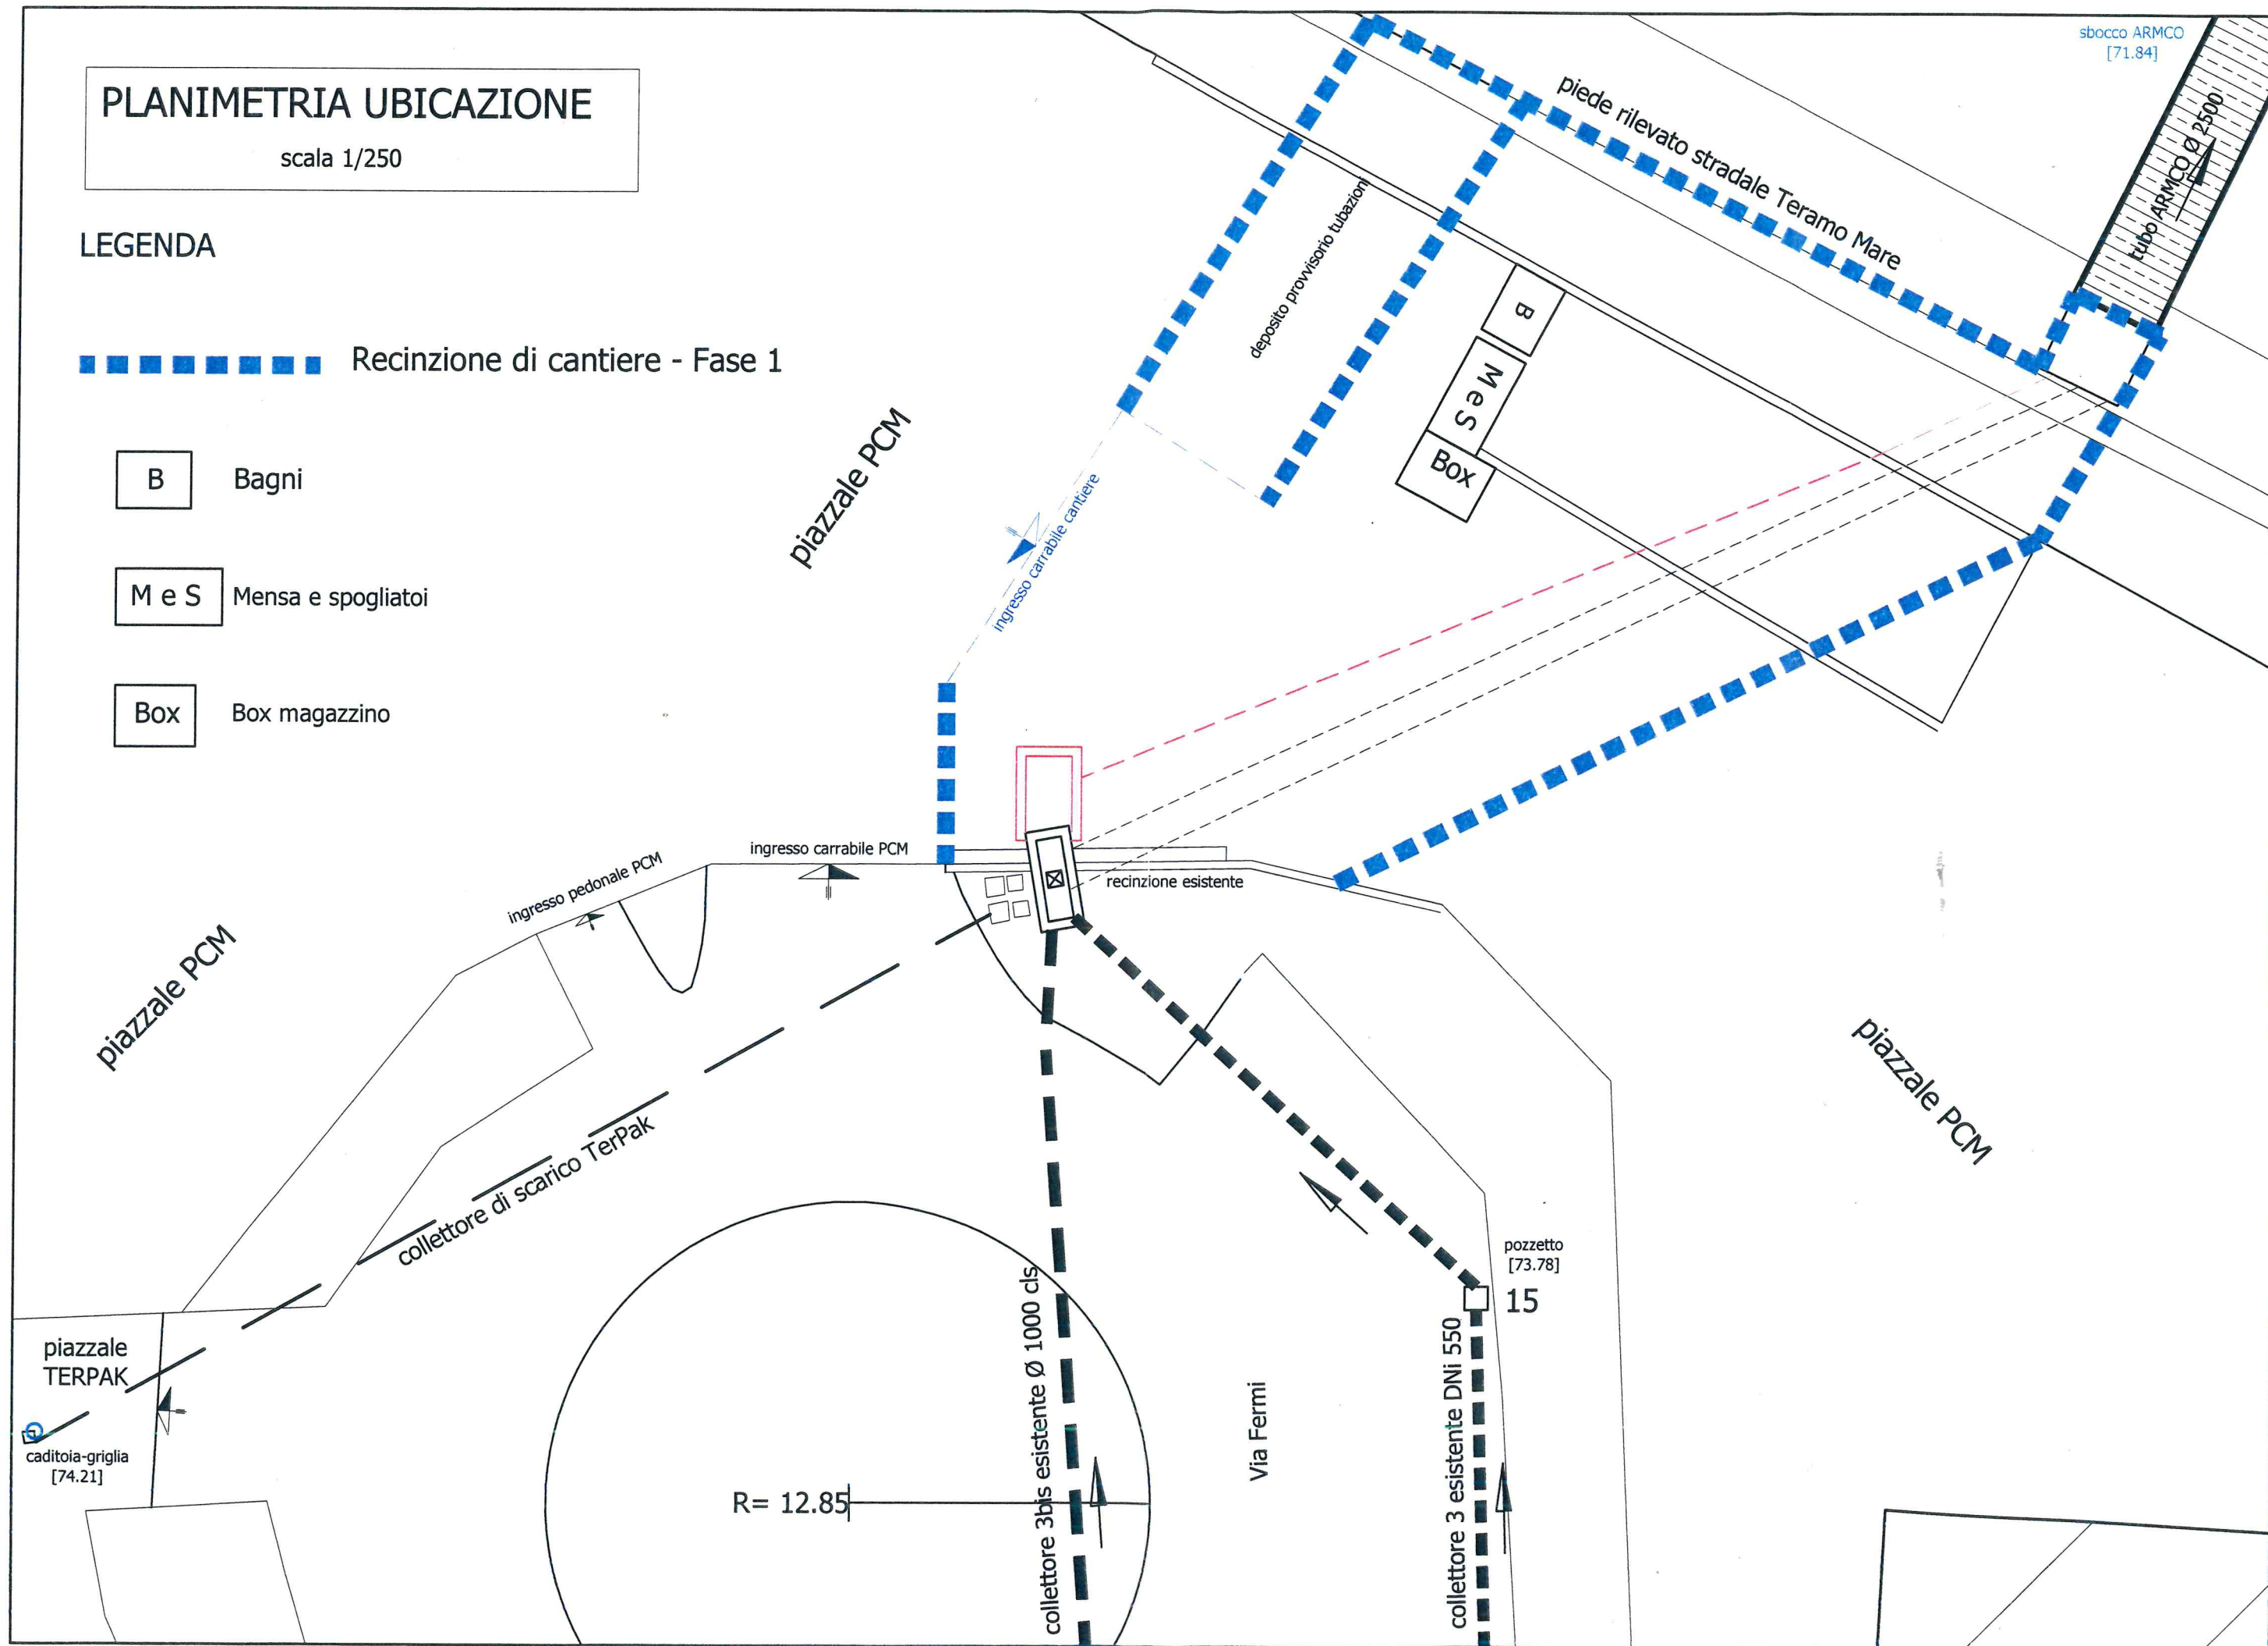 PLANIMETRIA UBICAZIONE
scala 1/250
LEGENDA
Recinzione di cantiere - Fase 1
B
Bagni
M e S
Mensa e spogliatoi
Box
Box magazzino
sbocco ARMCO
[71.84]
tubo ARMCO Ø 2500
piede rilevato stradale Teramo Mare
deposito provvisorio tubazioni
B
M e S
Box
piazzale PCM
ingresso carrabile cantiere
ingresso carrabile PCM
ingresso pedonale PCM
recinzione esistente
piazzale PCM
piazzale PCM
collettore di scarico TerPak
pozzetto
[73.78]
15
piazzale
TERPAK
caditoia-griglia
[74.21]
R= 12.85
collettore 3bis esistente Ø 1000 cls
Via Fermi
collettore 3 esistente DNi 550